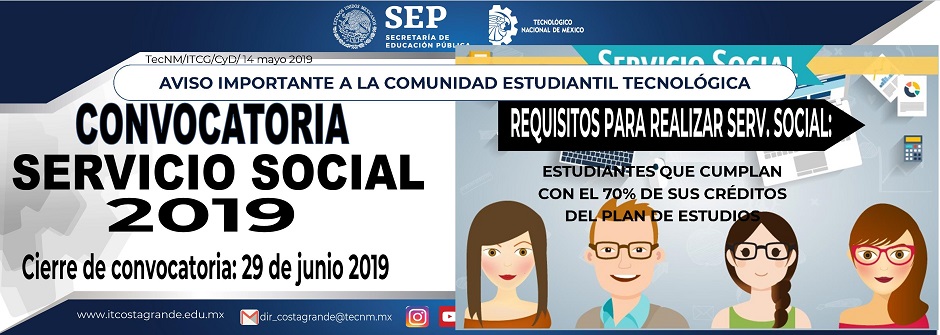 SEP
SECRETARÍA DE
EDUCACIÓN PÚBLICA
TECNOLÓGICO
NACIONAL DE MÉXICO
TecNM/ITCG/CyD/ 14 mayo 2019
SERVICIO SOCIAL
AVISO IMPORTANTE A LA COMUNIDAD ESTUDIANTIL TECNOLÓGICA
CONVOCATORIA
SERVICIO SOCIAL
2019
Cierre de convocatoria: 29 de junio 2019
REQUISITOS PARA REALIZAR SERV. SOCIAL:
ESTUDIANTES QUE CUMPLAN
CON EL 70% DE SUS CRÉDITOS
DEL PLAN DE ESTUDIOS
www.itcostagrande.edu.mx
dir_costagrande@tecnm.mx